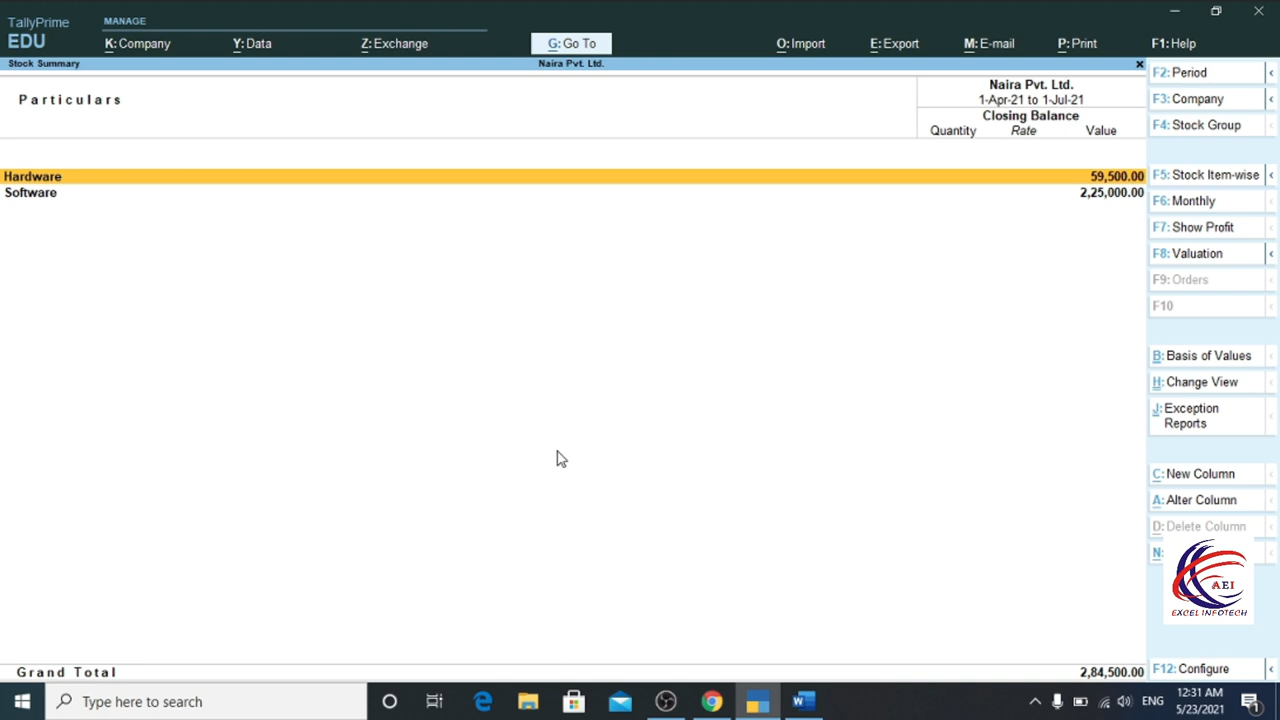 TallyPrime
EDU
MANAGE
K: Company
Y: Data
Z: Exchange
G: Go To
O: Import
E: Export
M: E-mail
P: Print
F1: Help
Stock Summary
Naira Pvt. Ltd.
Particulars
Naira Pvt. Ltd.
1-Apr-21 to 1-Jul-21
Closing Balance
Quantity Rate Value
Hardware 59,500.00
Software 2,25,000.00
Grand Total 2,84,500.00
F2: Period
F3: Company
F4: Stock Group
F5: Stock Item-wise
F6: Monthly
F7: Show Profit
F8: Valuation
F9: Orders
F10
B: Basis of Values
H: Change View
J: Exception
Reports
C: New Column
A: Alter Column
D: Delete Column
N:
AEI
EXCEL INFOTECH
F12: Configure
Type here to search
ENG
12:31 AM
5/23/2021
1